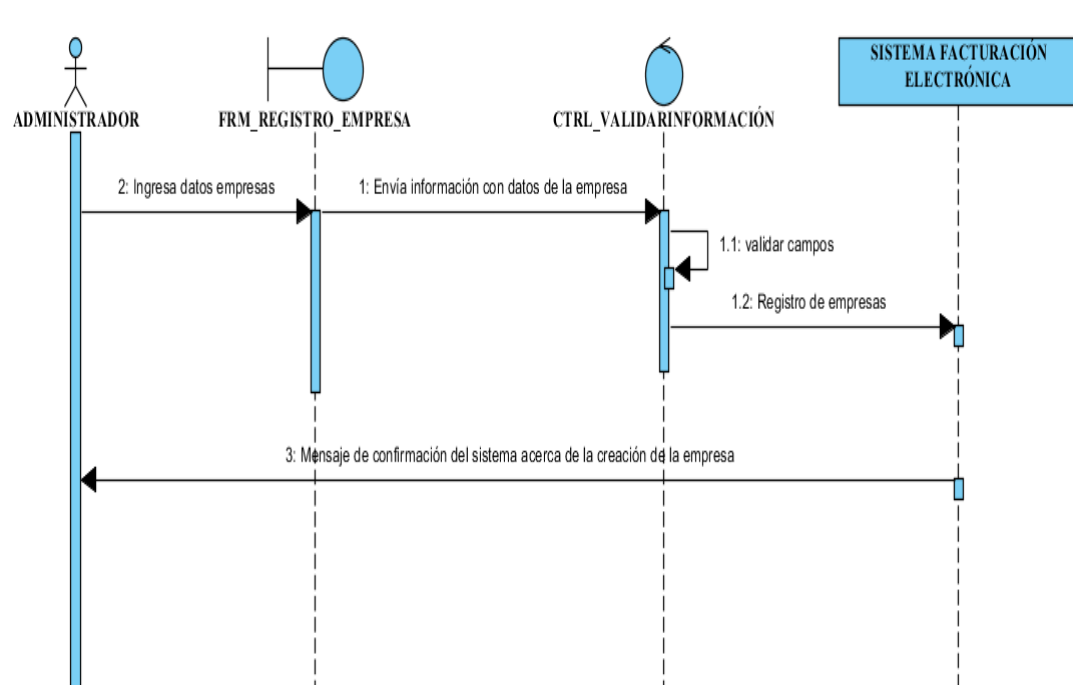 SISTEMA FACTURACIÓN
ELECTRÓNICA
ADMINISTRADOR
FRM_REGISTRO_EMPRESA
CTRL_VALIDARINFORMACIÓN
2: Ingresa datos empresas
1: Envía información con datos de la empresa
1.1: validar campos
1.2: Registro de empresas
3: Mensaje de confirmación del sistema acerca de la creación de la empresa